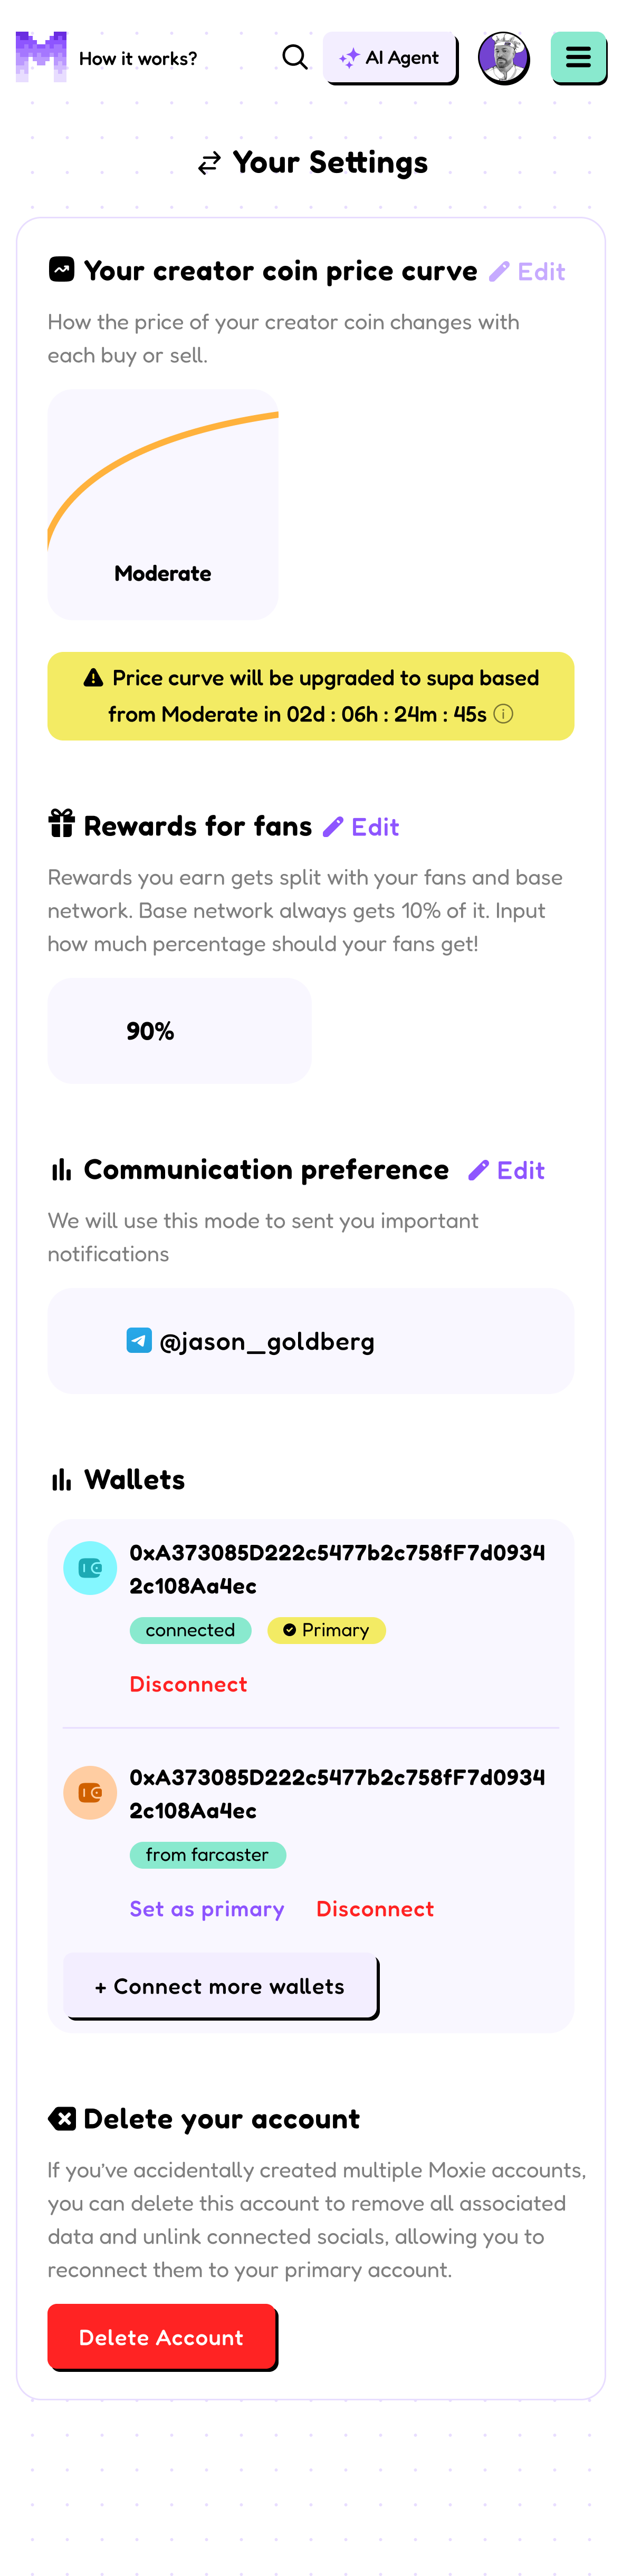 How it works?
AI Agent
Your Settings
Your creator coin price curve Edit
How the price of your creator coin changes with
each buy or sell.
Moderate
Price curve will be upgraded to supa based
from Moderate in 02d : 06h : 24m : 45s
Rewards for fans Edit
Rewards you earn gets split with your fans and base
network. Base network always gets 10% of it. Input
how much percentage should your fans get!
90%
Communication preference Edit
We will use this mode to sent you important
notifications
@jason_goldberg
Wallets
0xA373085D222c5477b2c758fF7d0934
2c108Aa4ec
connected Primary
Disconnect
0xA373085D222c5477b2c758fF7d0934
2c108Aa4ec
from farcaster
Set as primary Disconnect
+ Connect more wallets
Delete your account
If you've accidentally created multiple Moxie accounts,
you can delete this account to remove all associated
data and unlink connected socials, allowing you to
reconnect them to your primary account.
Delete Account